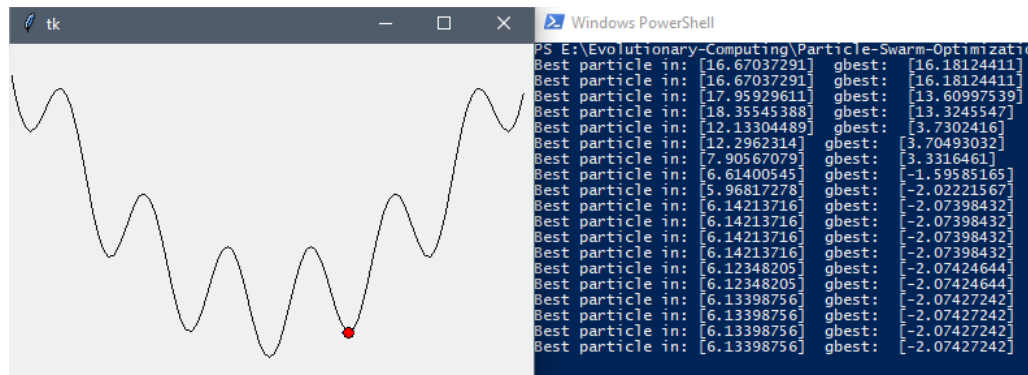 tk
Windows PowerShell
PS E:\Evolutionary-Computing\Particle-Swarm-Optimizatio
Best particle in: [16.67037291]  gbest:  [16.18124411]
Best particle in: [16.67037291]  gbest:  [16.18124411]
Best particle in: [17.95929611]  gbest:  [13.60997539]
Best particle in: [18.35545388]  gbest:  [13.3245547]
Best particle in: [12.13304489]  gbest:  [3.7302416]
Best particle in: [12.2962314]  gbest:  [3.70493032]
Best particle in: [7.90567079]  gbest:  [3.3316461]
Best particle in: [6.61400545]  gbest:  [-1.59585165]
Best particle in: [5.96817278]  gbest:  [-2.02221567]
Best particle in: [6.14213716]  gbest:  [-2.07398432]
Best particle in: [6.14213716]  gbest:  [-2.07398432]
Best particle in: [6.14213716]  gbest:  [-2.07398432]
Best particle in: [6.14213716]  gbest:  [-2.07398432]
Best particle in: [6.12348205]  gbest:  [-2.07424644]
Best particle in: [6.12348205]  gbest:  [-2.07424644]
Best particle in: [6.13398756]  gbest:  [-2.07427242]
Best particle in: [6.13398756]  gbest:  [-2.07427242]
Best particle in: [6.13398756]  gbest:  [-2.07427242]
Best particle in: [6.13398756]  gbest:  [-2.07427242]